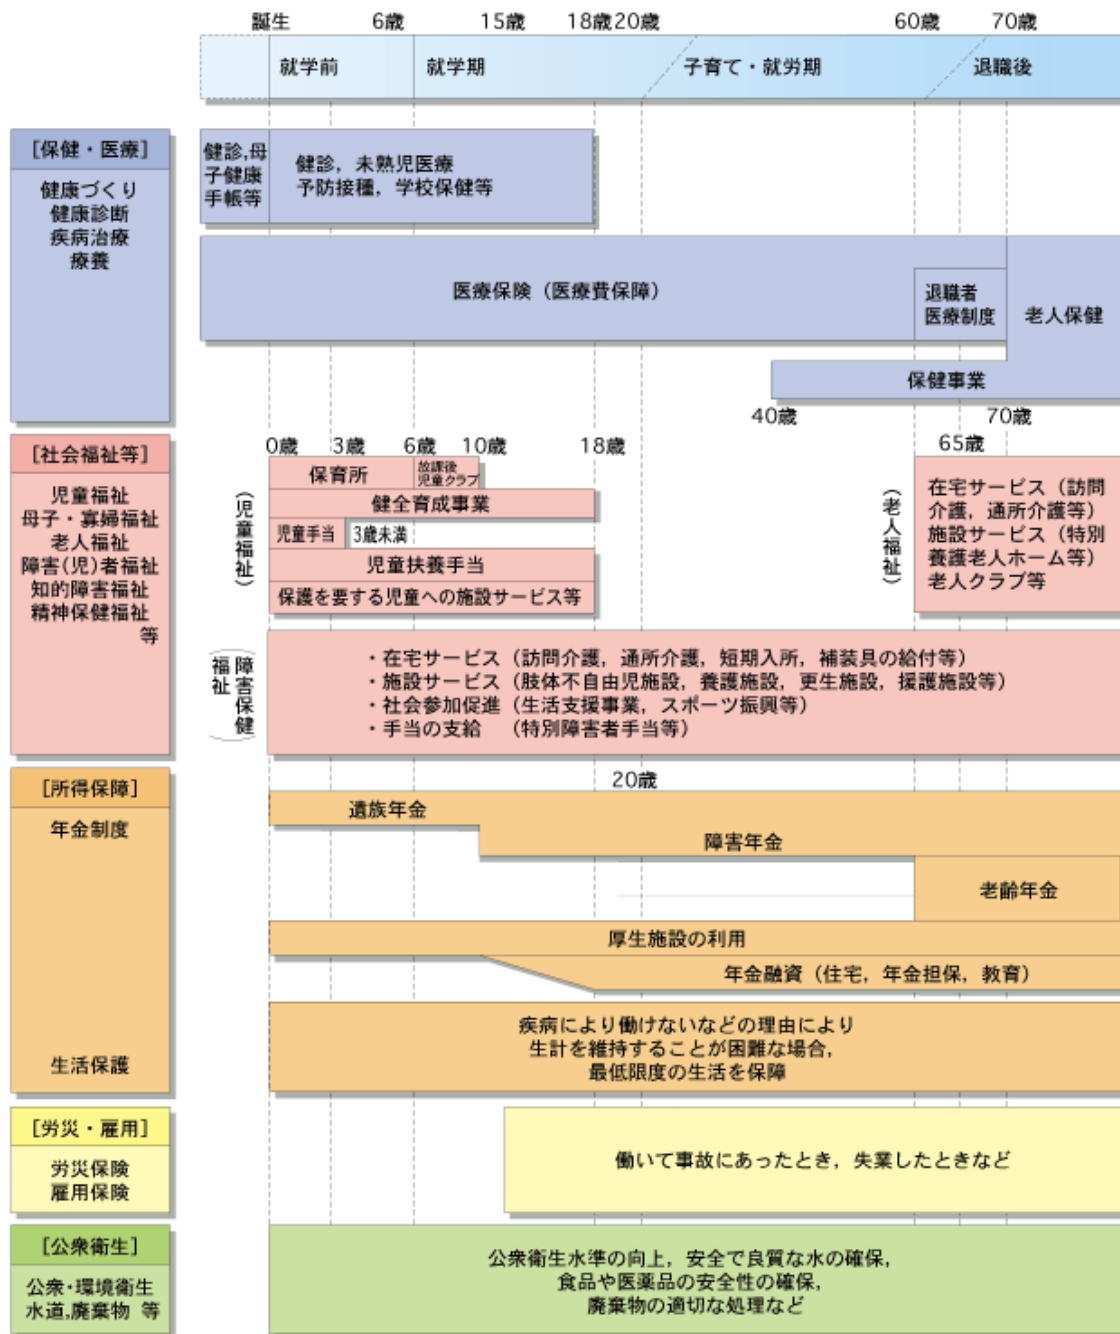 誕生 6歳 15歳 18歳 20歳 60歳 70歳
就学前 就学期 子育て・就労期 退職後
[保健・医療]
健康づくり
健康診断
疾病治療
療養
健診,母
子健康
手帳等
健診，未熟児医療
予防接種，学校保健等
医療保険（医療費保障）
退職者
医療制度
老人保健
保健事業
40歳 70歳
[社会福祉等]
児童福祉
母子・寡婦福祉
老人福祉
障害(児)者福祉
知的障害福祉
精神保健福祉
等
0歳 3歳 6歳 10歳 18歳 65歳
（児童福祉）
保育所
放課後
児童クラブ
健全育成事業
児童手当 3歳未満
児童扶養手当
保護を要する児童への施設サービス等
（老人福祉）
在宅サービス（訪問
介護，通所介護等）
施設サービス（特別
養護老人ホーム等）
老人クラブ等
（障害保健
福祉）
・在宅サービス（訪問介護，通所介護，短期入所，補装具の給付等）
・施設サービス（肢体不自由児施設，養護施設，更生施設，援護施設等）
・社会参加促進（生活支援事業，スポーツ振興等）
・手当の支給 （特別障害者手当等）
[所得保障]
年金制度
生活保護
20歳
遺族年金
障害年金
老齢年金
厚生施設の利用
年金融資（住宅，年金担保，教育）
疾病により働けないなどの理由により
生計を維持することが困難な場合，
最低限度の生活を保障
[労災・雇用]
労災保険
雇用保険
働いて事故にあったとき，失業したときなど
[公衆衛生]
公衆・環境衛生
水道,廃棄物 等
公衆衛生水準の向上，安全で良質な水の確保，
食品や医薬品の安全性の確保，
廃棄物の適切な処理など